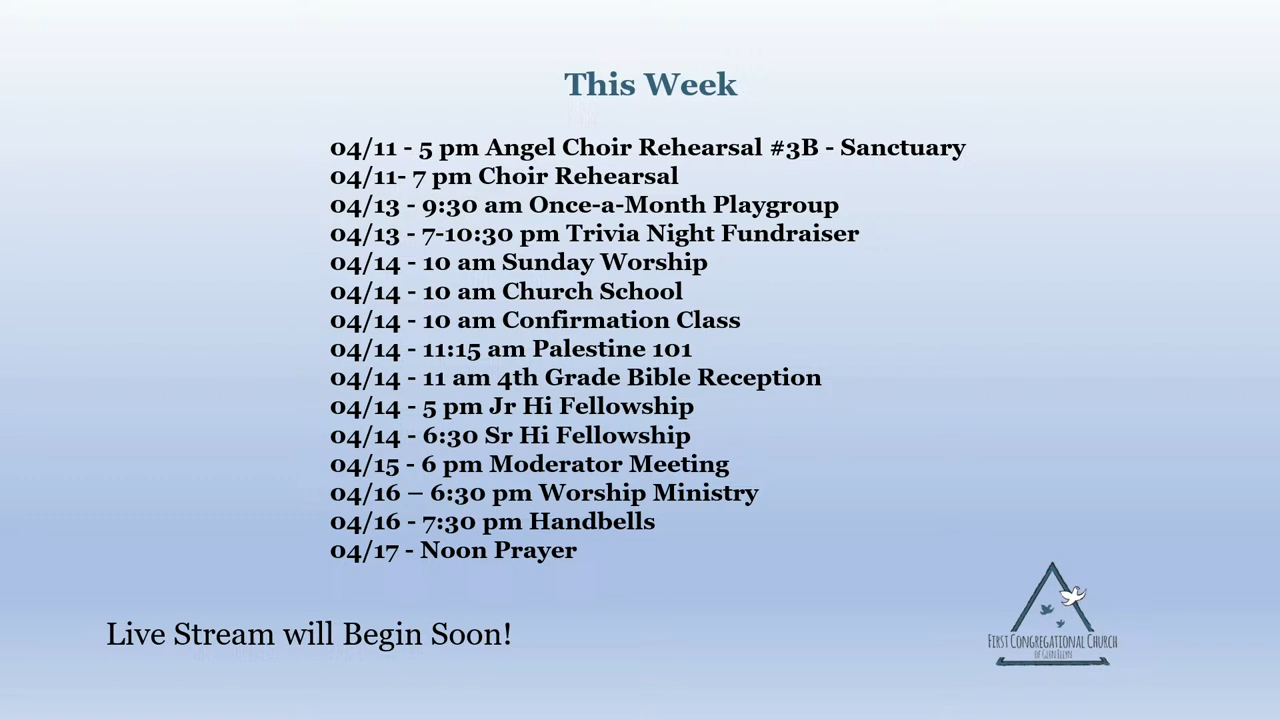 This Week
04/11 - 5 pm Angel Choir Rehearsal #3B - Sanctuary
04/11- 7 pm Choir Rehearsal
04/13 - 9:30 am Once-a-Month Playgroup
04/13 - 7-10:30 pm Trivia Night Fundraiser
04/14 - 10 am Sunday Worship
04/14 - 10 am Church School
04/14 - 10 am Confirmation Class
04/14 - 11:15 am Palestine 101
04/14 - 11 am 4th Grade Bible Reception
04/14 - 5 pm Jr Hi Fellowship
04/14 - 6:30 Sr Hi Fellowship
04/15 - 6 pm Moderator Meeting
04/16 – 6:30 pm Worship Ministry
04/16 - 7:30 pm Handbells
04/17 - Noon Prayer
Live Stream will Begin Soon!
FIRST CONGREGATIONAL CHURCH
OF GLEN ELLYN